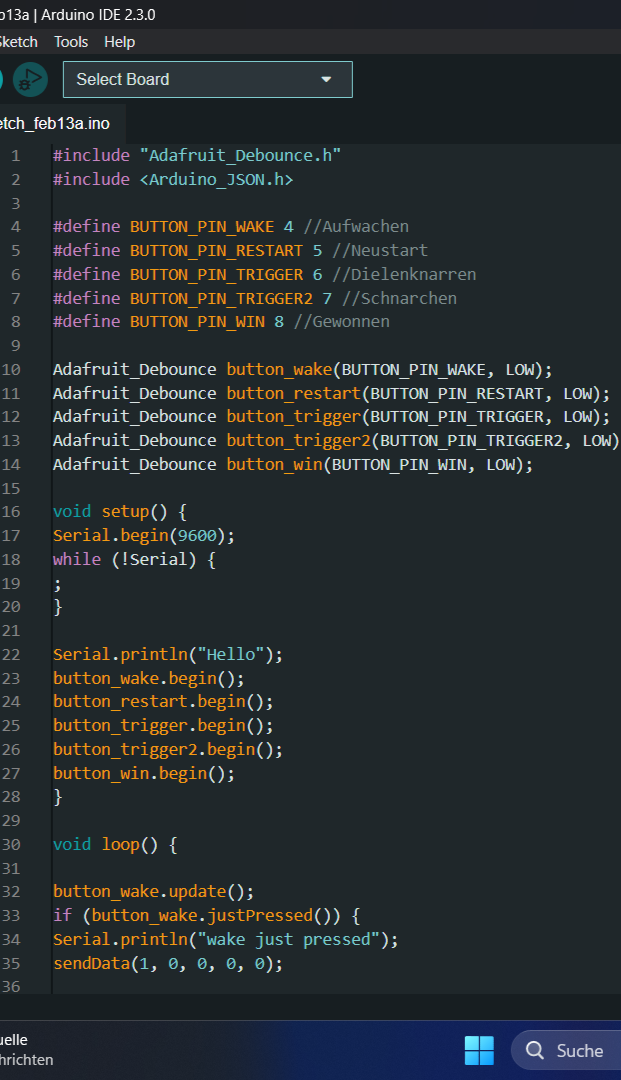 b13a | Arduino IDE 2.3.0
Sketch Tools Help
Select Board
etch_feb13a.ino
1 #include "Adafruit_Debounce.h"
2 #include <Arduino_JSON.h>
3
4 #define BUTTON_PIN_WAKE 4 //Aufwachen
5 #define BUTTON_PIN_RESTART 5 //Neustart
6 #define BUTTON_PIN_TRIGGER 6 //Dielenknarren
7 #define BUTTON_PIN_TRIGGER2 7 //Schnarchen
8 #define BUTTON_PIN_WIN 8 //Gewonnen
9
10 Adafruit_Debounce button_wake(BUTTON_PIN_WAKE, LOW);
11 Adafruit_Debounce button_restart(BUTTON_PIN_RESTART, LOW);
12 Adafruit_Debounce button_trigger(BUTTON_PIN_TRIGGER, LOW);
13 Adafruit_Debounce button_trigger2(BUTTON_PIN_TRIGGER2, LOW)
14 Adafruit_Debounce button_win(BUTTON_PIN_WIN, LOW);
15
16 void setup() {
17 Serial.begin(9600);
18 while (!Serial) {
19 ;
20 }
21
22 Serial.println("Hello");
23 button_wake.begin();
24 button_restart.begin();
25 button_trigger.begin();
26 button_trigger2.begin();
27 button_win.begin();
28 }
29
30 void loop() {
31
32 button_wake.update();
33 if (button_wake.justPressed()) {
34 Serial.println("wake just pressed");
35 sendData(1, 0, 0, 0, 0);
36
uelle
hrichten
Suche